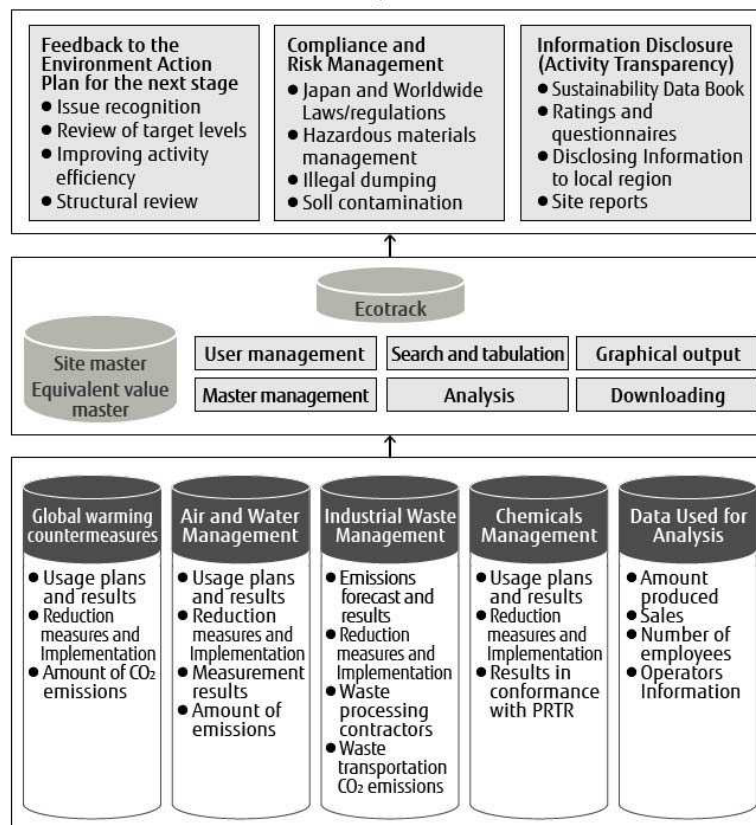 Feedback to the
Environment Action
Plan for the next stage
● Issue recognition
● Review of target levels
● Improving activity
efficiency
● Structural review
Compliance and
Risk Management
● Japan and Worldwide
Laws/regulations
● Hazardous materials
management
● Illegal dumping
● Soll contamination
Information Disclosure
(Activity Transparency)
● Sustainability Data Book
● Ratings and
questionnaires
● Disclosing Information
to local region
● Site reports
Ecotrack
Site master
Equivalent value
master
User management
Search and tabulation
Graphical output
Master management
Analysis
Downloading
Global warming
countermeasures
● Usage plans
and results
● Reduction
measures and
Implementation
● Amount of CO₂
emissions
Air and Water
Management
● Usage plans
and results
● Reduction
measures and
Implementation
● Measurement
results
● Amount of
emissions
Industrial Waste
Management
● Emissions
forecast and
results
● Reduction
measures and
Implementation
● Waste
processing
contractors
● Waste
transportation
CO₂ emissions
Chemicals
Management
● Usage plans
and results
● Reduction
measures and
Implementation
● Results in
conformance
with PRTR
Data Used for
Analysis
● Amount
produced
● Sales
● Number of
employees
● Operators
Information